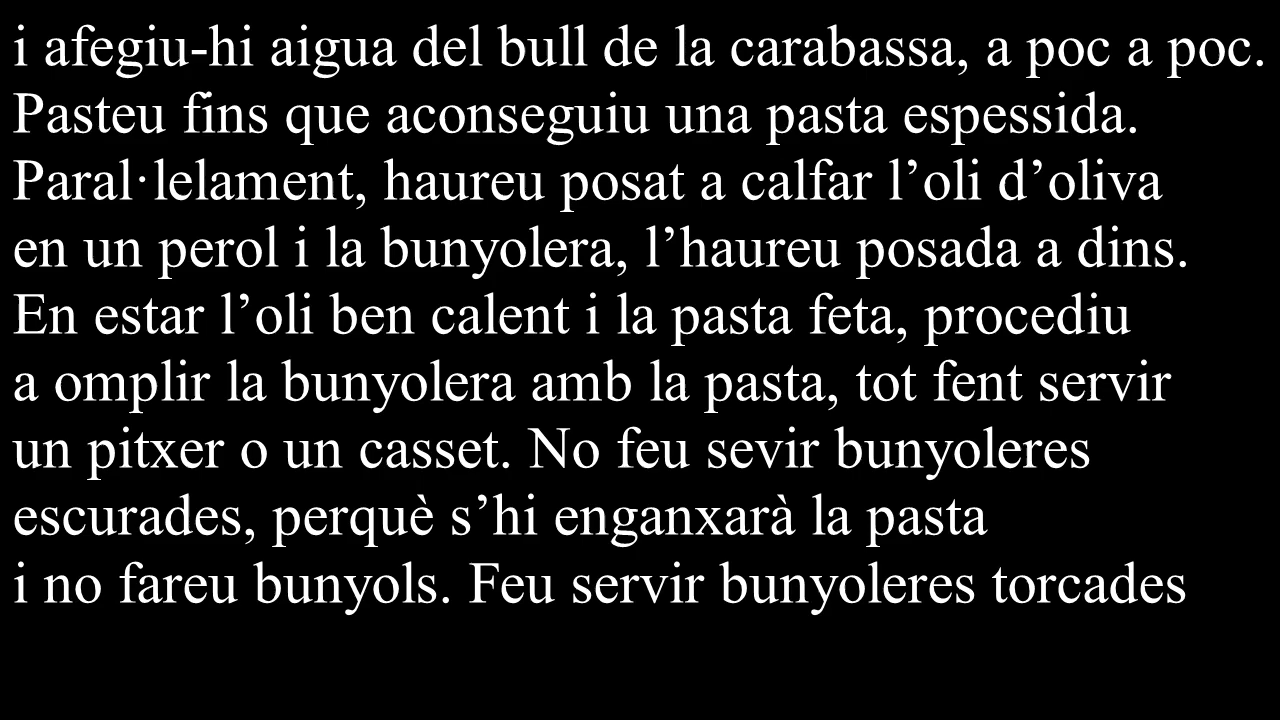 i afegiu-hi aigua del bull de la carabassa, a poc a poc.
Pasteu fins que aconseguiu una pasta espessida.
Paral·lelament, haureu posat a calfar l’oli d’oliva
en un perol i la bunyolera, l’haureu posada a dins.
En estar l’oli ben calent i la pasta feta, procediu
a omplir la bunyolera amb la pasta, tot fent servir
un pitxer o un casset. No feu sevir bunyoleres
escurades, perquè s’hi enganxarà la pasta
i no fareu bunyols. Feu servir bunyoleres torcades